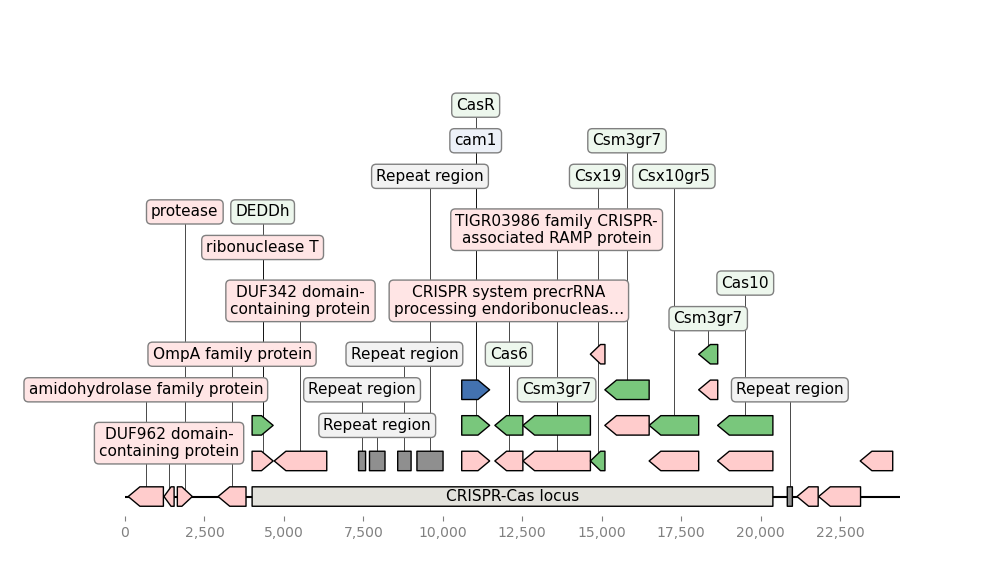 CasR
cam1
Csm3gr7
Repeat region
Csx19
Csx10gr5
protease
DEDDh
TIGR03986 family CRISPR-
associated RAMP protein
ribonuclease T
Cas10
DUF342 domain-
containing protein
CRISPR system precrRNA
processing endoribonucleas…
Csm3gr7
OmpA family protein
Repeat region
Cas6
amidohydrolase family protein
Repeat region
Csm3gr7
Repeat region
Repeat region
DUF962 domain-
containing protein
CRISPR-Cas locus
0
2,500
5,000
7,500
10,000
12,500
15,000
17,500
20,000
22,500